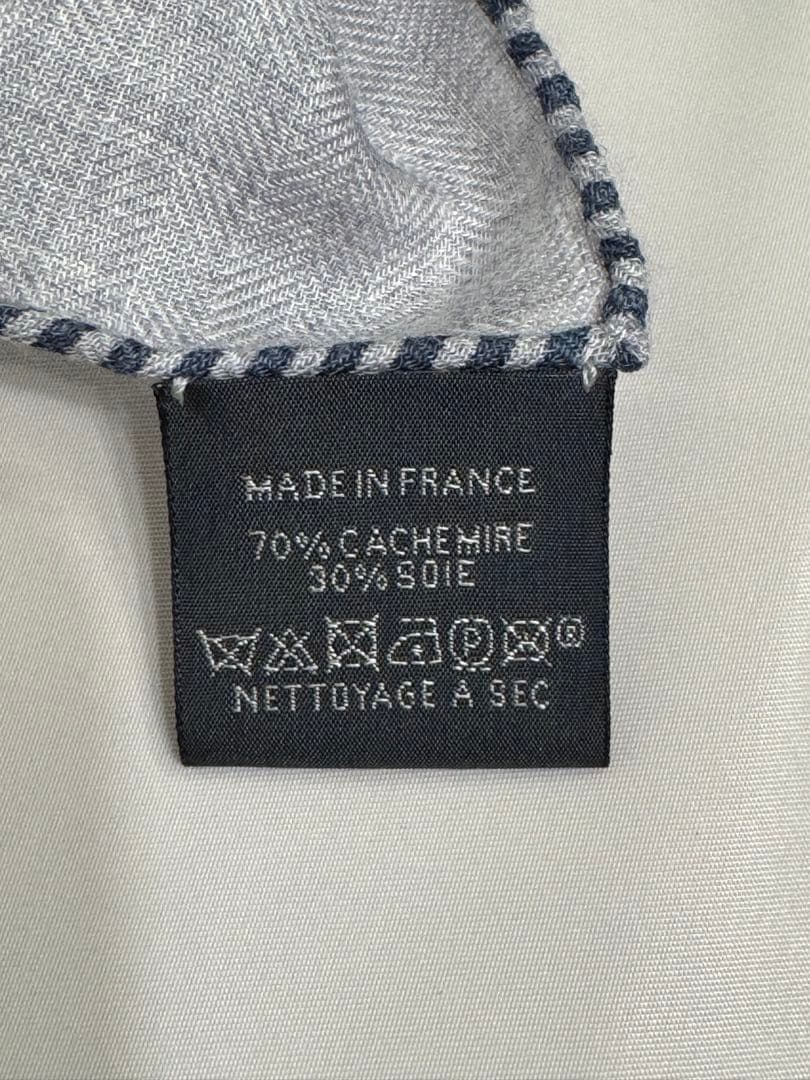 MADE IN FRANCE
70% CACHEMIRE
30% SOIE
P W ®
NETTOYAGE A SEC